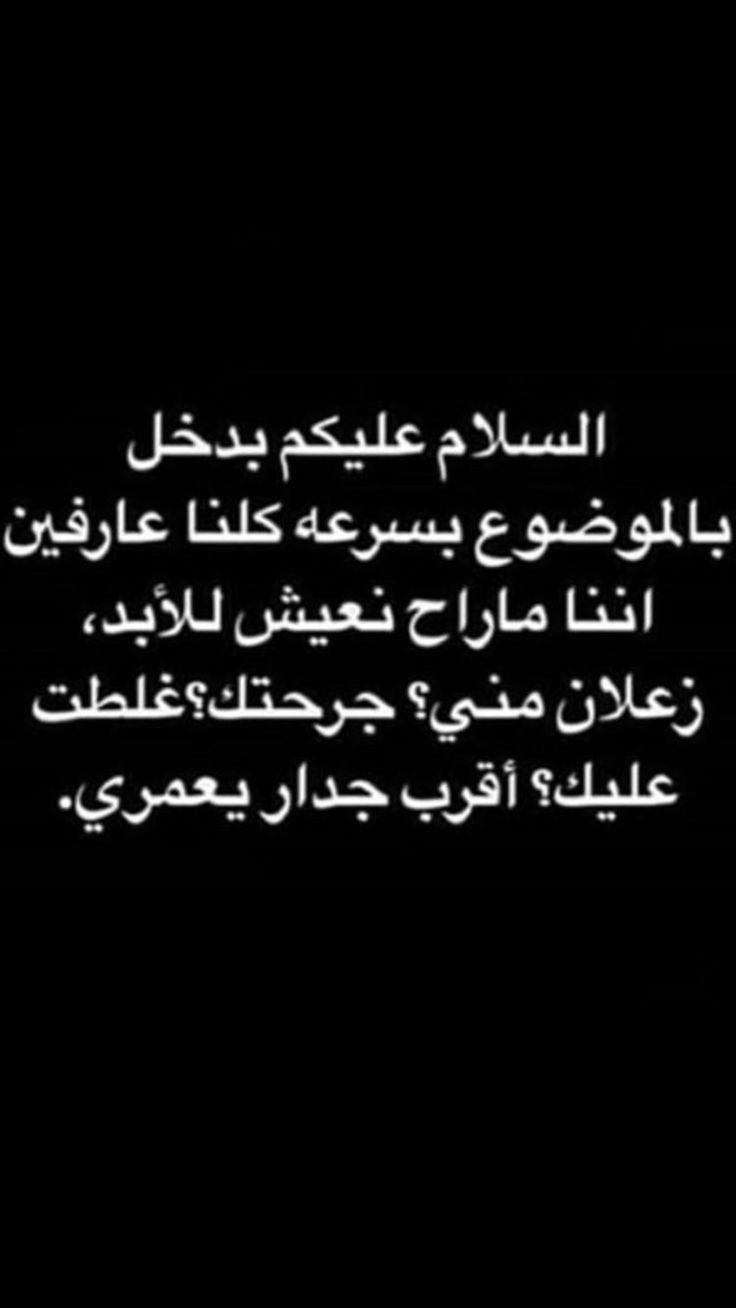 السلام عليكم بدخل
بالموضوع بسرعه كلنا عارفين
اننا ماراح نعيش للأبد،
زعلان مني؟ جرحتك؟غلطت
عليك؟ أقرب جدار يعمري.